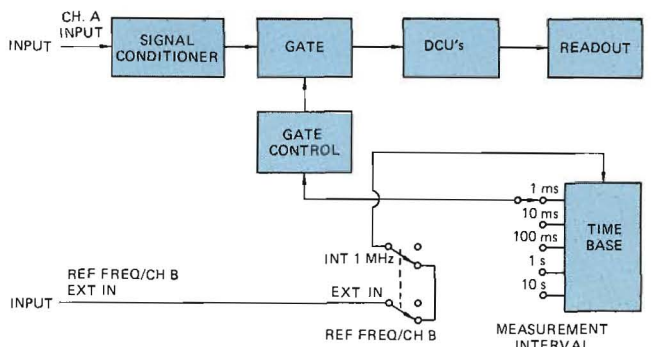 CH. A
INPUT
INPUT
SIGNAL
CONDITIONER
GATE
DCU's
READOUT
GATE
CONTROL
1 ms
10 ms
100 ms
1 s
10 s
TIME
BASE
INT 1 MHz
REF FREQ/CH B
EXT IN
INPUT
EXT IN
REF FREQ/CH B
MEASUREMENT
INTERVAL